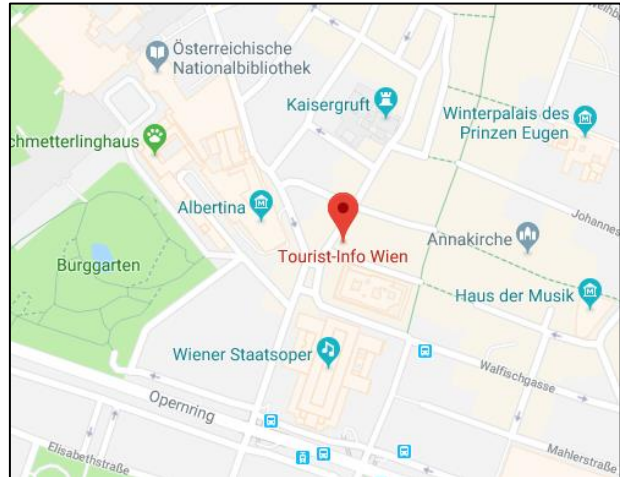 Österreichische
Nationalbibliothek
Kaisergruft
Winterpalais des
Prinzen Eugen
chmetterlinghaus
Albertina
Johannes
Burggarten
Tourist-Info Wien
Annakirche
Haus der Musik
Wiener Staatsoper
Walfischgasse
Opernring
Elisabethstraße
Mahlerstraße